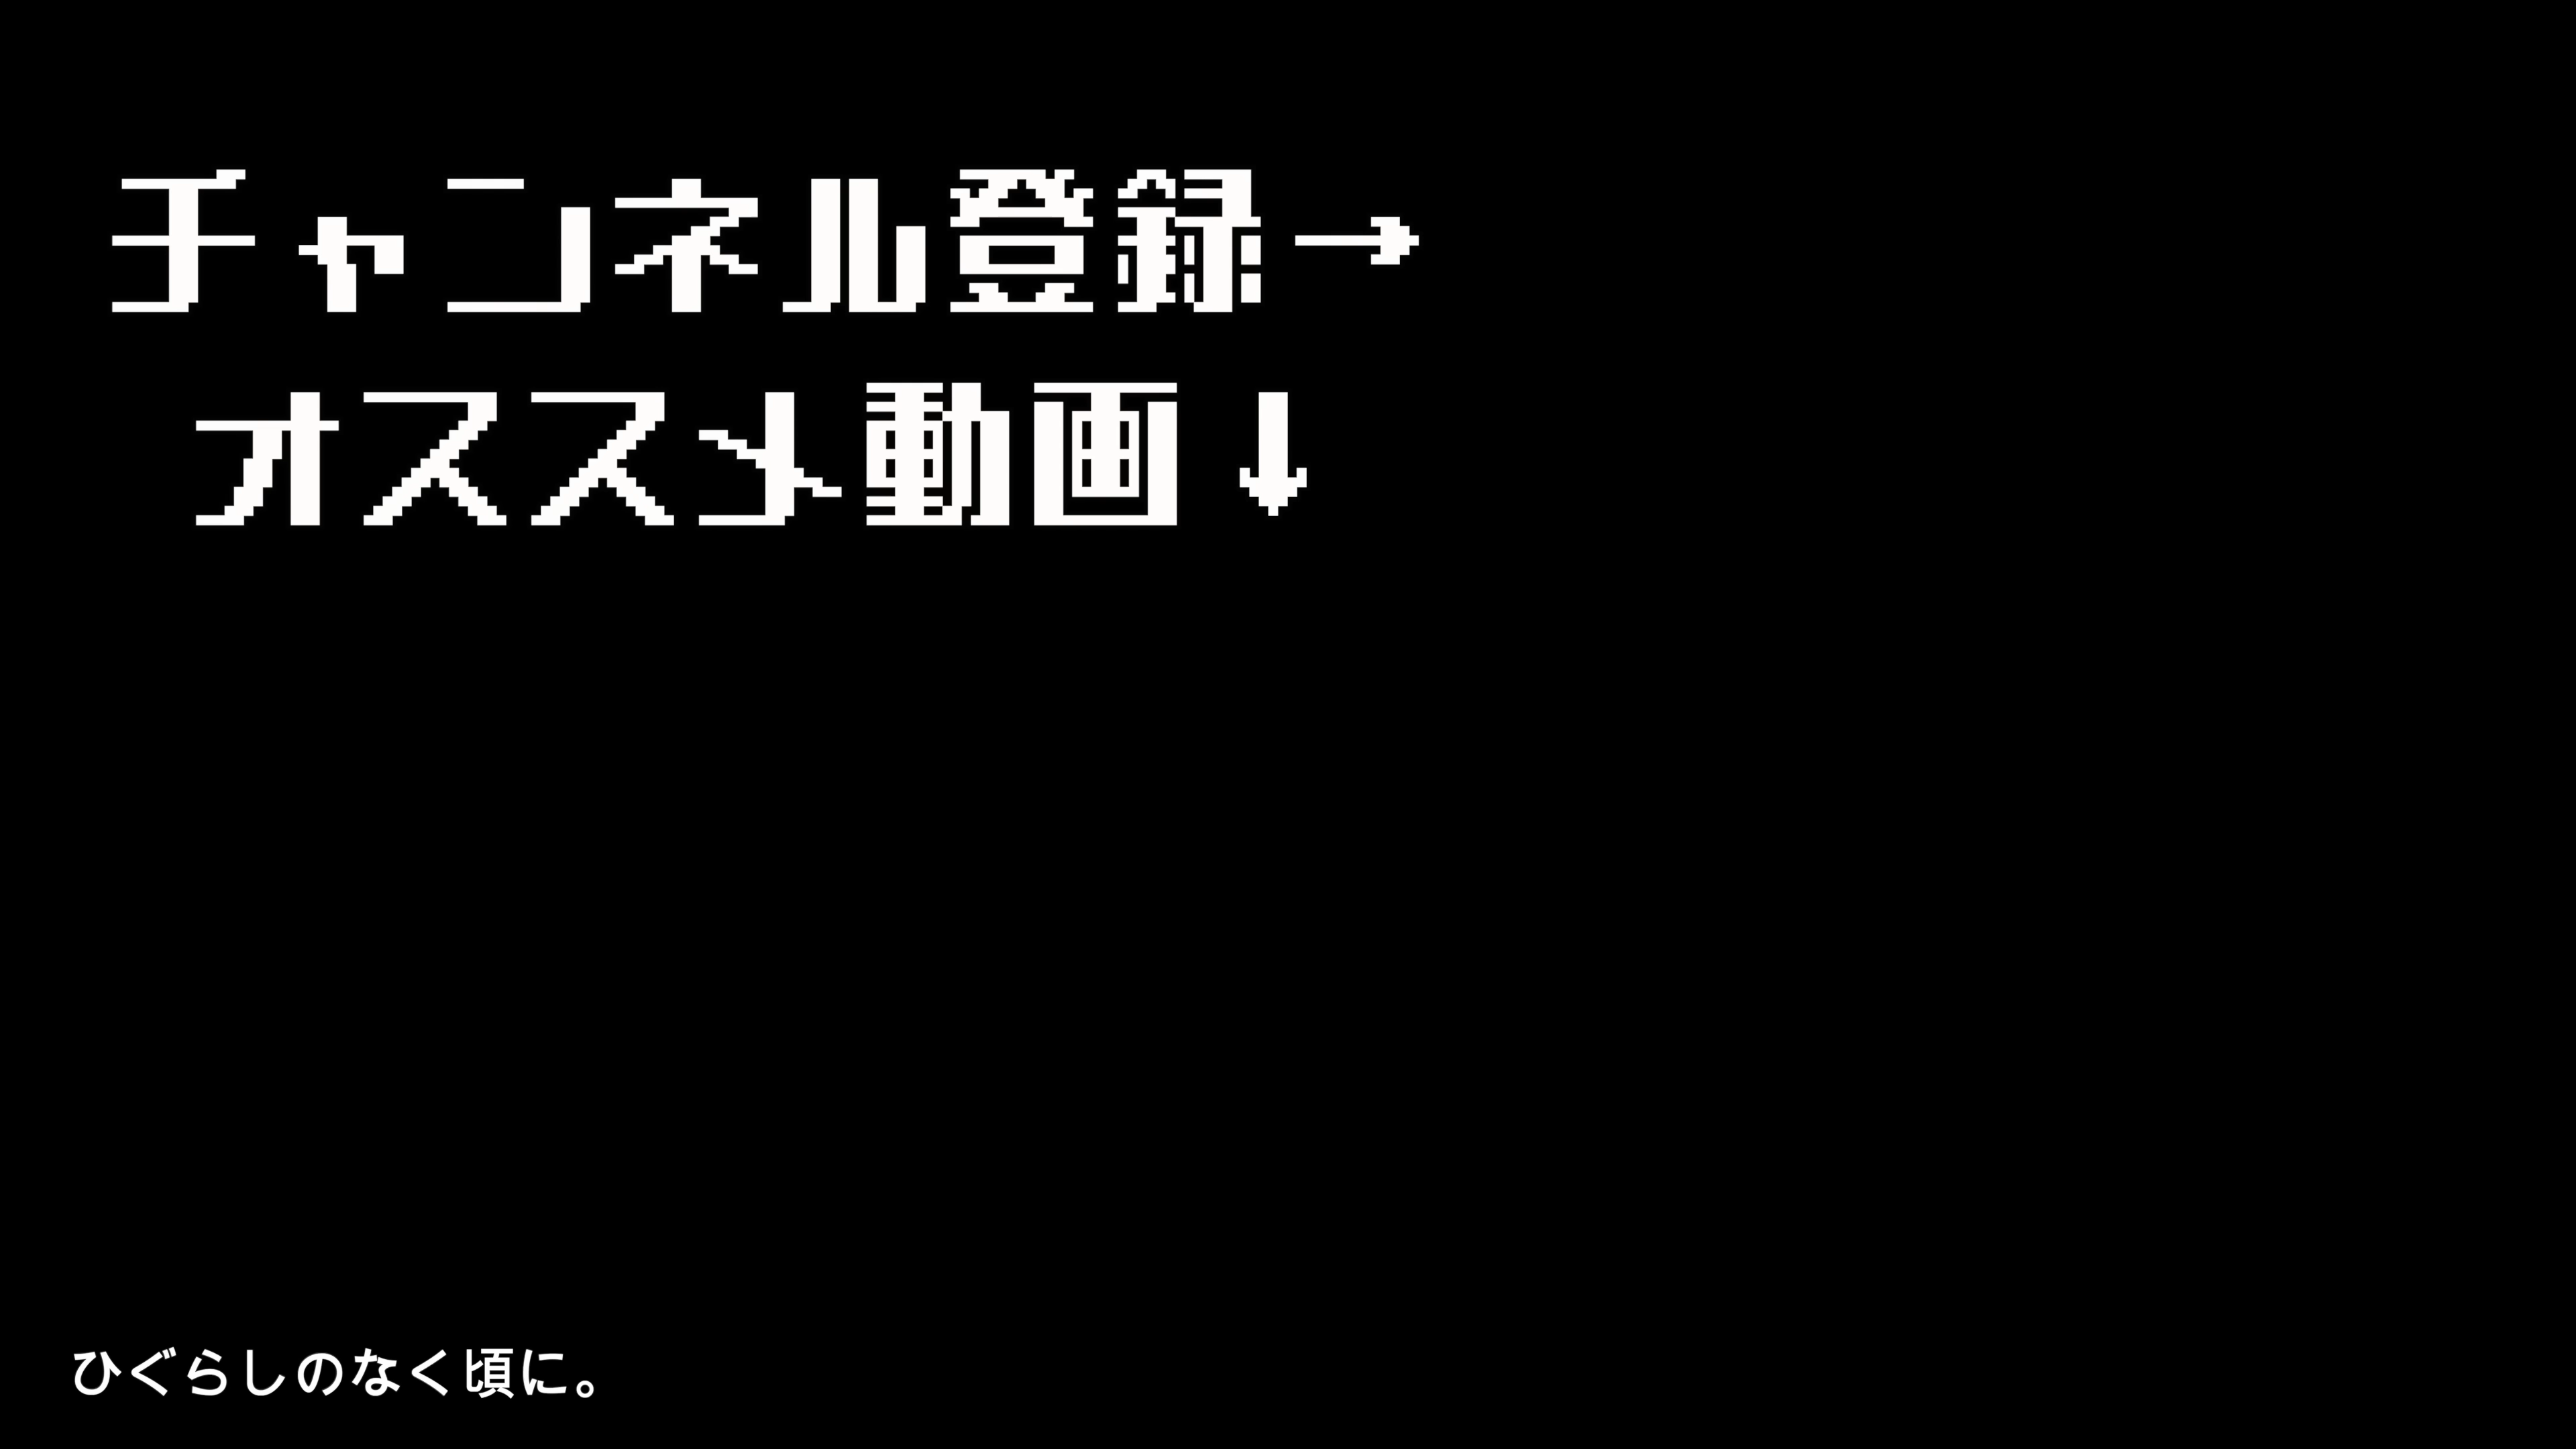 チャンネル登録→
オススメ動画↓
ひぐらしのなく頃に。